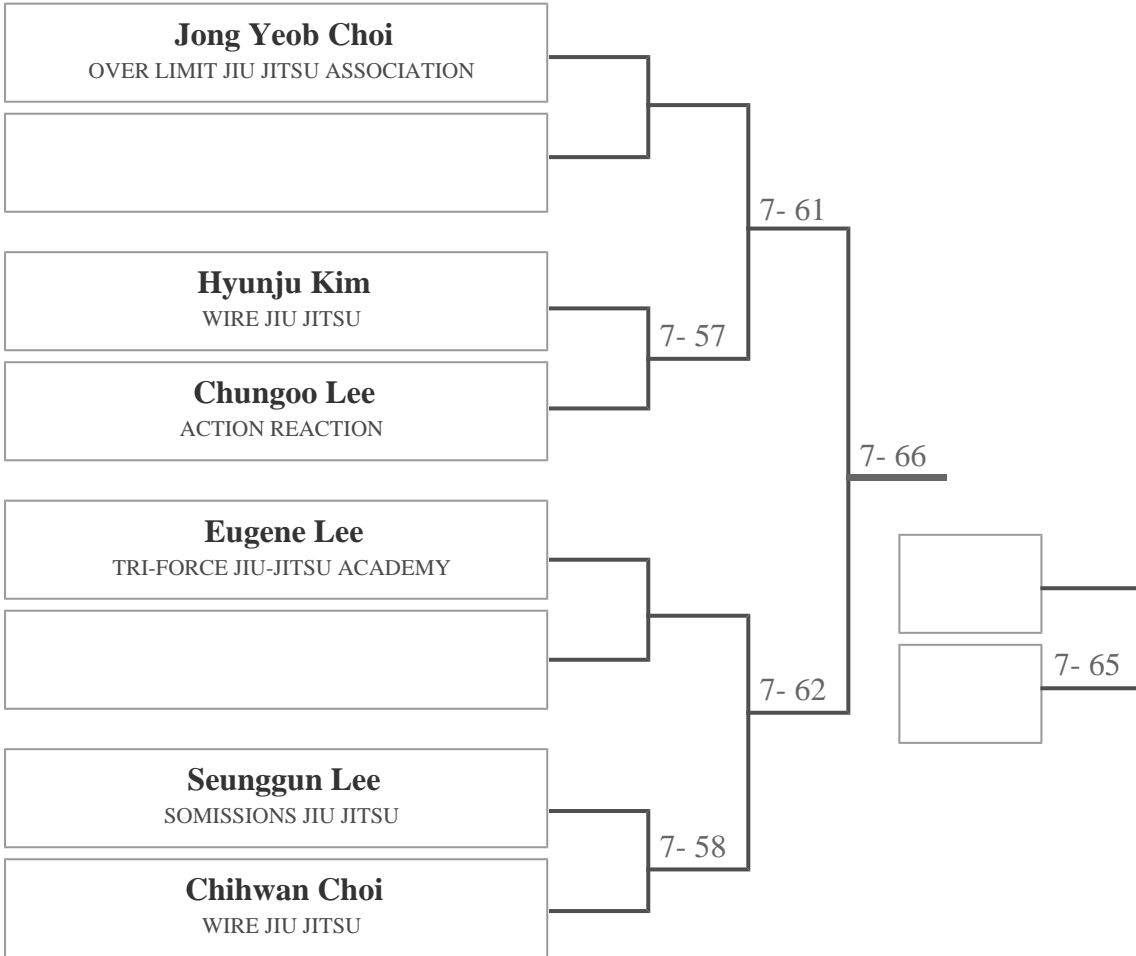 Jong Yeob Choi
OVER LIMIT JIU JITSU ASSOCIATION
7- 61
Hyunju Kim
WIRE JIU JITSU
7- 57
Chungoo Lee
ACTION REACTION
7- 66
Eugene Lee
TRI-FORCE JIU-JITSU ACADEMY
7- 65
7- 62
Seunggun Lee
SOMISSIONS JIU JITSU
7- 58
Chihwan Choi
WIRE JIU JITSU